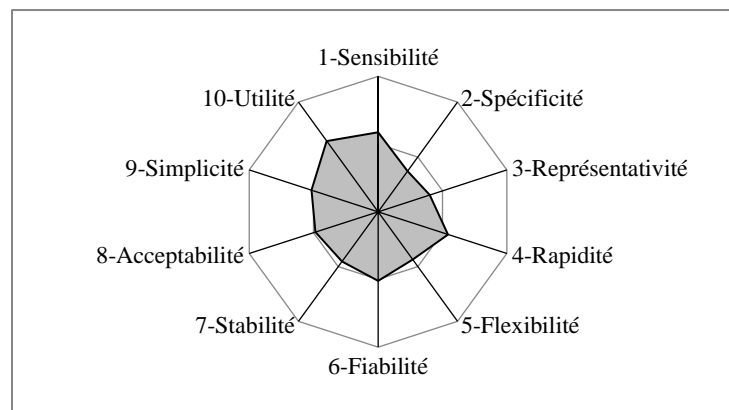 1-Sensibilité
2-Spécificité
3-Représentativité
4-Rapidité
5-Flexibilité
6-Fiabilité
7-Stabilité
8-Acceptabilité
9-Simplicité
10-Utilité